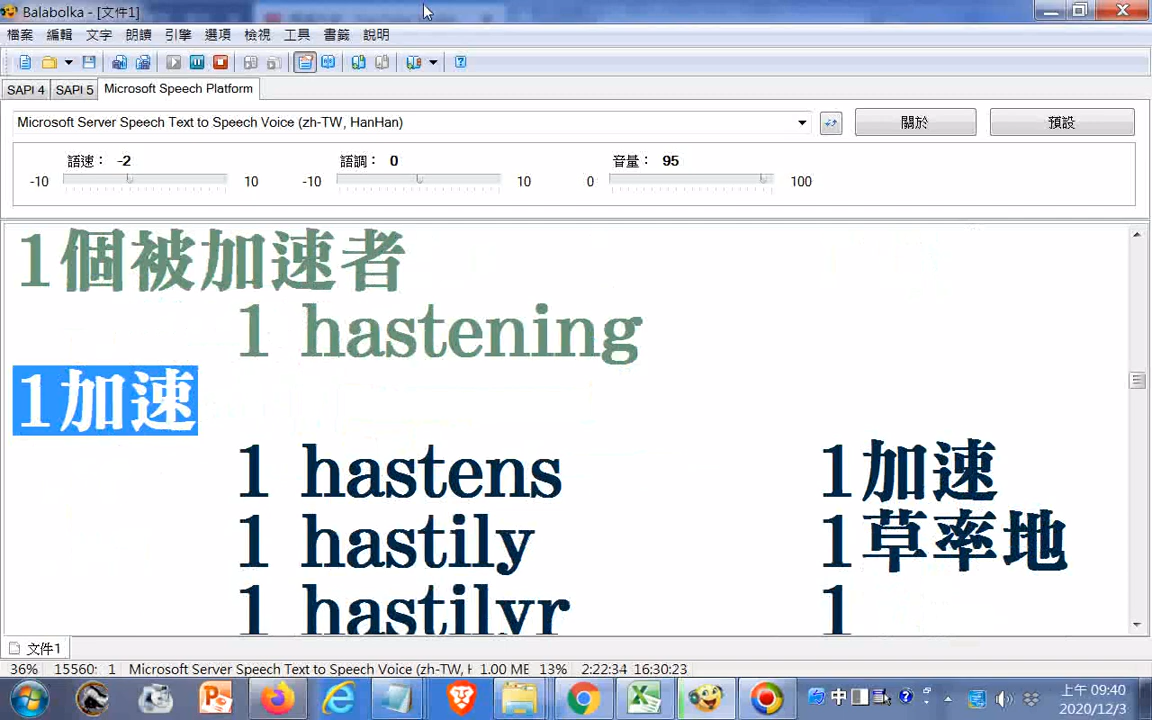 Balabolka - [文件1]
檔案 編輯 文字 朗讀 引擎 選項 檢視 工具 書籤 說明
SAPI 4 SAPI 5 Microsoft Speech Platform
Microsoft Server Speech Text to Speech Voice (zh-TW, HanHan) 關於 預設
語速： -2 語調： 0 音量： 95
-10 10 -10 10 0 100
1個被加速者
1 hastening
1加速
1 hastens 1加速
1 hastily 1草率地
1 hastilyr 1
文件1
36% 15560: 1 Microsoft Server Speech Text to Speech Voice (zh-TW, H 1.00 ME 13% 2:22:34 16:30:23
中 上午 09:40
2020/12/3